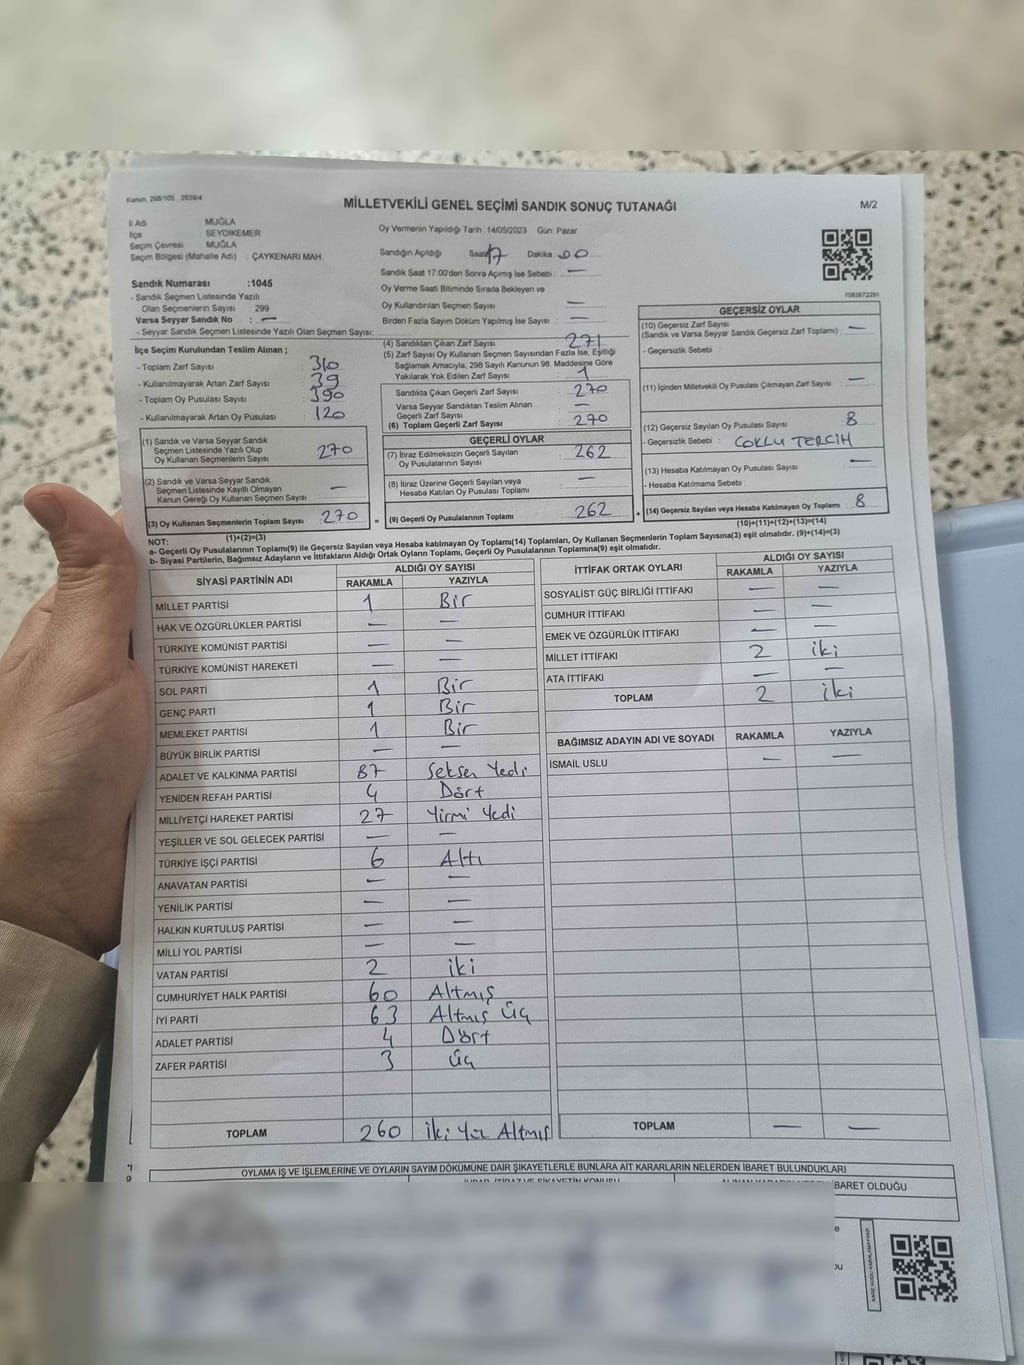 Kanun: 298/105 , 2839/4
MİLLETVEKİLİ GENEL SEÇİMİ SANDIK SONUÇ TUTANAĞI
M/2
İl Adı : MUĞLA
İlçe : SEYDİKEMER
Seçim Çevresi : MUĞLA
Seçim Bölgesi (Mahalle Adı) : ÇAYKENARI MAH.
Sandık Numarası :1045
- Sandık Seçmen Listesinde Yazılı
Olan Seçmenlerin Sayısı : 299
Varsa Seyyar Sandık No : —
- Seyyar Sandık Seçmen Listesinde Yazılı Olan Seçmen Sayısı:
Oy Vermenin Yapıldığı Tarih : 14/05/2023 Gün: Pazar
Sandığın Açıldığı Saat 17 Dakika 00
Sandık Saat 17:00'den Sonra Açımış İse Sebebi : —
Oy Verme Saati Bitiminde Sırada Bekleyen ve
Oy Kullandırılan Seçmen Sayısı : —
Birden Fazla Sayım Döküm Yapılmış İse Sayısı : —
İlçe Seçim Kurulundan Teslim Alınan ;
- Toplam Zarf Sayısı : 310
- Kullanılmayarak Artan Zarf Sayısı : 39
- Toplam Oy Pusulası Sayısı : 390
- Kullanılmayarak Artan Oy Pusulası : 120
(1) Sandık ve Varsa Seyyar Sandık
Seçmen Listesinde Yazılı Olup
Oy Kullanan Seçmenlerin Sayısı : 270
(2) Sandık ve Varsa Seyyar Sandık
Seçmen Listesinde Kayıtlı Olmayan
Kanun Gereği Oy Kullanan Seçmen Sayısı : —
(3) Oy Kullanan Seçmenlerin Toplam Sayısı : 270
(1)+(2)=(3)
(4) Sandıktan Çıkan Zarf Sayısı : 271
(5) Zarf Sayısı Oy Kullanan Seçmen Sayısından Fazla İse, Eşitliği
Sağlamak Amacıyla, 298 Sayılı Kanunun 98. Maddesine Göre
Yakılarak Yok Edilen Zarf Sayısı : 1
Sandıkta Çıkan Geçerli Zarf Sayısı : 270
Varsa Seyyar Sandıktan Teslim Alınan
Geçerli Zarf Sayısı : —
(6) Toplam Geçerli Zarf Sayısı : 270
GEÇERLİ OYLAR
(7) İtiraz Edilmeksizin Geçerli Sayılan
Oy Pusulalarının Sayısı : 262
(8) İtiraz Üzerine Geçerli Sayılan veya
Hesaba Katılan Oy Pusulası Toplamı : —
(9) Geçerli Oy Pusulalarının Toplamı : 262
GEÇERSİZ OYLAR
(10) Geçersiz Zarf Sayısı
(Sandık ve Varsa Seyyar Sandık Geçersiz Zarf Toplamı) : —
- Geçersizlik Sebebi :
(11) İçinden Milletvekili Oy Pusulası Çıkmayan Zarf Sayısı : —
(12) Geçersiz Sayılan Oy Pusulası Sayısı : 8
- Geçersizlik Sebebi : COKLU TERCİH
(13) Hesaba Katılmayan Oy Pusulası Sayısı : —
- Hesaba Katılmama Sebebi :
(14) Geçersiz Sayılan veya Hesaba Katılmayan Oy Toplamı : 8
(10)+(11)+(12)+(13)=(14)
NOT:
a- Geçerli Oy Pusulalarının Toplamı(9) ile Geçersiz Sayılan veya Hesaba katılmayan Oy Toplamı(14) Toplamları, Oy Kullanan Seçmenlerin Toplam Sayısına(3) eşit olmalıdır. (9)+(14)=(3)
b- Siyasi Partilerin, Bağımsız Adayların ve İttifakların Aldığı Ortak Oyların Toplamı, Geçerli Oy Pusulalarının Toplamına(9) eşit olmalıdır.
SİYASİ PARTİNİN ADI ALDIĞI OY SAYISI
RAKAMLA YAZIYLA
MİLLET PARTİSİ 1 Bir
HAK VE ÖZGÜRLÜKLER PARTİSİ — —
TÜRKİYE KOMÜNİST PARTİSİ — —
TÜRKİYE KOMÜNİST HAREKETİ — —
SOL PARTİ 1 Bir
GENÇ PARTİ 1 Bir
MEMLEKET PARTİSİ 1 Bir
BÜYÜK BİRLİK PARTİSİ — —
ADALET VE KALKINMA PARTİSİ 87 Seksen Yedi
YENİDEN REFAH PARTİSİ 4 Dört
MİLLİYETÇİ HAREKET PARTİSİ 27 Yirmi Yedi
YEŞİLLER VE SOL GELECEK PARTİSİ — —
TÜRKİYE İŞÇİ PARTİSİ 6 Altı
ANAVATAN PARTİSİ — —
YENİLİK PARTİSİ — —
HALKIN KURTULUŞ PARTİSİ — —
MİLLİ YOL PARTİSİ — —
VATAN PARTİSİ 2 iki
CUMHURİYET HALK PARTİSİ 60 Altmış
İYİ PARTİ 63 Altmış Üç
ADALET PARTİSİ 4 Dört
ZAFER PARTİSİ 3 Üç
TOPLAM 260 iki Yüz Altmış
İTTİFAK ORTAK OYLARI ALDIĞI OY SAYISI
RAKAMLA YAZIYLA
SOSYALİST GÜÇ BİRLİĞİ İTTİFAKI — —
CUMHUR İTTİFAKI — —
EMEK VE ÖZGÜRLÜK İTTİFAKI — —
MİLLET İTTİFAKI 2 iki
ATA İTTİFAKI — —
TOPLAM 2 iki
BAĞIMSIZ ADAYIN ADI VE SOYADI RAKAMLA YAZIYLA
İSMAİL USLU — —
TOPLAM — —
OYLAMA İŞ VE İŞLEMLERİNE VE OYLARIN SAYIM DÖKÜMÜNE DAİR ŞİKAYETLERLE BUNLARA AİT KARARLARIN NELERDEN İBARET BULUNDUKLARI
BARET OLDUĞU